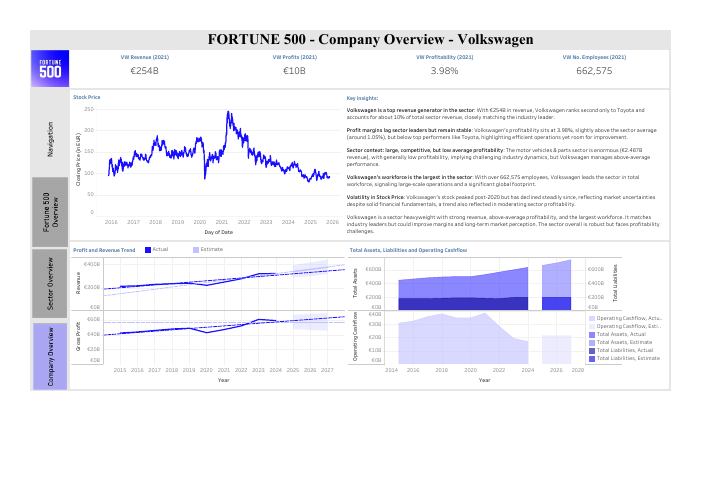 FORTUNE 500 - Company Overview - Volkswagen
FORTUNE
500
VW Revenue (2021)
€254B
VW Profits (2021)
€10B
VW Profitability (2021)
3.98%
VW No. Employees (2021)
662,575
Navigation
Fortune 500
Overview
Sector Overview
Company Overview
Stock Price
Closing Price (in EUR)
250
200
150
100
50
0
2016 2017 2018 2019 2020 2021 2022 2023 2024 2025 2026
Day of Date
Key Insights:
Volkswagen is a top revenue generator in the sector: With €254B in revenue, Volkswagen ranks second only to Toyota and
accounts for about 10% of total sector revenue, closely matching the industry leader.
Profit margins lag sector leaders but remain stable: Volkswagen's profitability sits at 3.98%, slightly above the sector average
(around 1.05%), but below top performers like Toyota, highlighting efficient operations yet room for improvement.
Sector context: large, competitive, but low average profitability: The motor vehicles & parts sector is enormous (€2.487B
revenue), with generally low profitability, implying challenging industry dynamics, but Volkswagen manages above-average
performance.
Volkswagen's workforce is the largest in the sector: With over 662,575 employees, Volkswagen leads the sector in total
workforce, signaling large-scale operations and a significant global footprint.
Volatility in Stock Price: Volkswagen's stock peaked post-2020 but has declined steadily since, reflecting market uncertainties
despite solid financial fundamentals, a trend also reflected in moderating sector profitability.
Volkswagen is a sector heavyweight with strong revenue, above-average profitability, and the largest workforce. It matches
industry leaders but could improve margins and long-term market perception. The sector overall is robust but faces profitability
challenges.
Profit and Revenue Trend
Actual
Estimate
Revenue
€400B
€200B
€0B
Gross Profit
€60B
€40B
€20B
€0B
2015 2016 2017 2018 2019 2020 2021 2022 2023 2024 2025 2026 2027
Year
Total Assets, Liabilities and Operating Cashflow
Total Assets
€600B
€400B
€200B
€0B
€600B
€400B
€200B
€0B
Total Liabilities
Operating Cashflow
€40B
€30B
€20B
€10B
€0B
2014 2016 2018 2020 2022 2024 2026 2028
Year
Operating Cashflow, Actu..
Operating Cashflow, Esti..
Total Assets, Actual
Total Assets, Estimate
Total Liabilities, Actual
Total Liabilities, Estimate